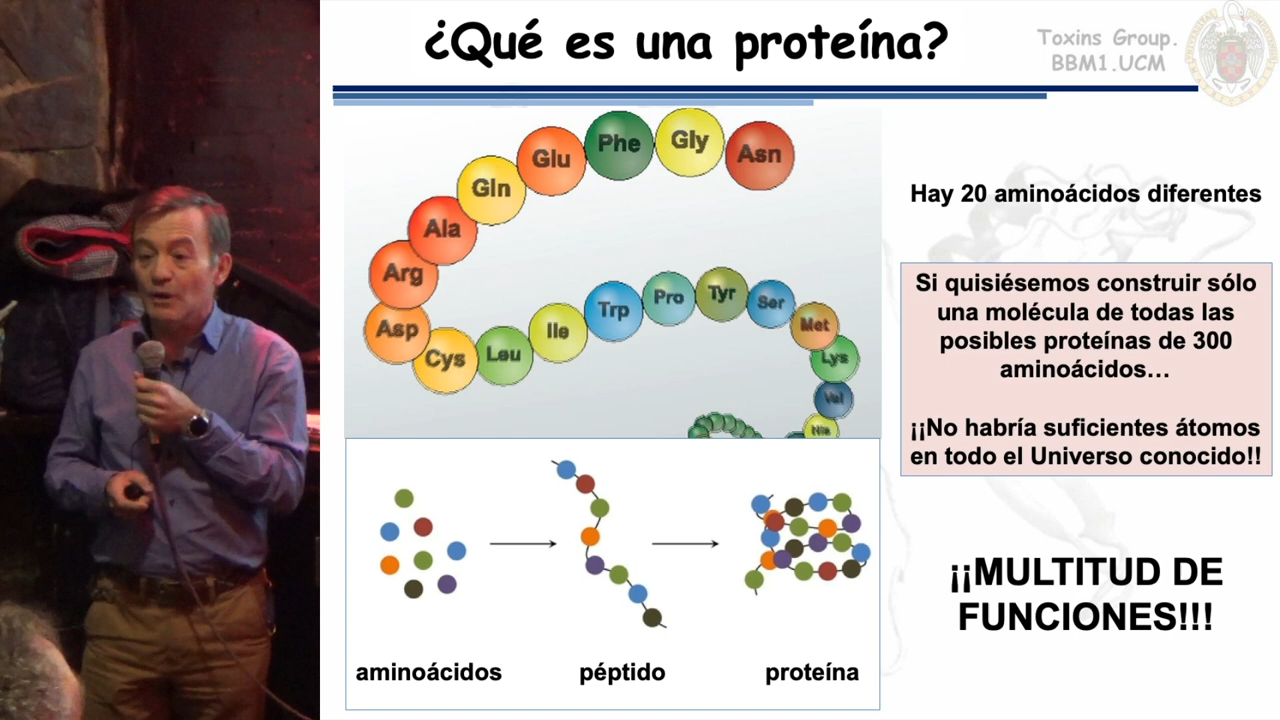 ¿Qué es una proteína?
Toxins Group.
BBM1.UCM
Asn
Gly
Phe
Glu
Gln
Ala
Arg
Asp
Cys
Leu
Ile
Trp
Pro
Tyr
Ser
Met
Lys
Val
His
Hay 20 aminoácidos diferentes
Si quisiésemos construir sólo
una molécula de todas las
posibles proteínas de 300
aminoácidos…
¡¡No habría suficientes átomos
en todo el Universo conocido!!
¡¡MULTITUD DE
FUNCIONES!!!
aminoácidos
péptido
proteína